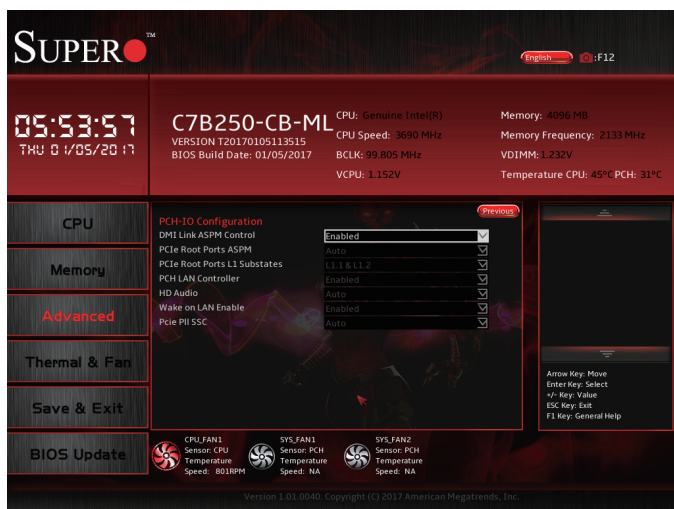 SUPER TM
English :F12
05:53:57
THU 01/05/2017
C7B250-CB-ML
VERSION T20170105113515
BIOS Build Date: 01/05/2017
CPU: Genuine Intel(R)
CPU Speed: 3690 MHz
BCLK: 99.805 MHz
VCPU: 1.152V
Memory: 4096 MB
Memory Frequency: 2133 MHz
VDIMM: 1.232V
Temperature CPU: 45°C PCH: 31°C
CPU
Memory
Advanced
Thermal & Fan
Save & Exit
BIOS Update
Previous
PCH-IO Configuration
DMI Link ASPM Control Enabled
PCIe Root Ports ASPM Auto
PCIe Root Ports L1 Substates L1.1 & L1.2
PCH LAN Controller Enabled
HD Audio Auto
Wake on LAN Enable Enabled
Pcie Pll SSC Auto
Arrow Key: Move
Enter Key: Select
+/- Key: Value
ESC Key: Exit
F1 Key: General Help
CPU_FAN1
Sensor: CPU
Temperature
Speed: 801RPM
SYS_FAN1
Sensor: PCH
Temperature
Speed: NA
SYS_FAN2
Sensor: PCH
Temperature
Speed: NA
Version 1.01.0040. Copyright (C) 2017 American Megatrends, Inc.